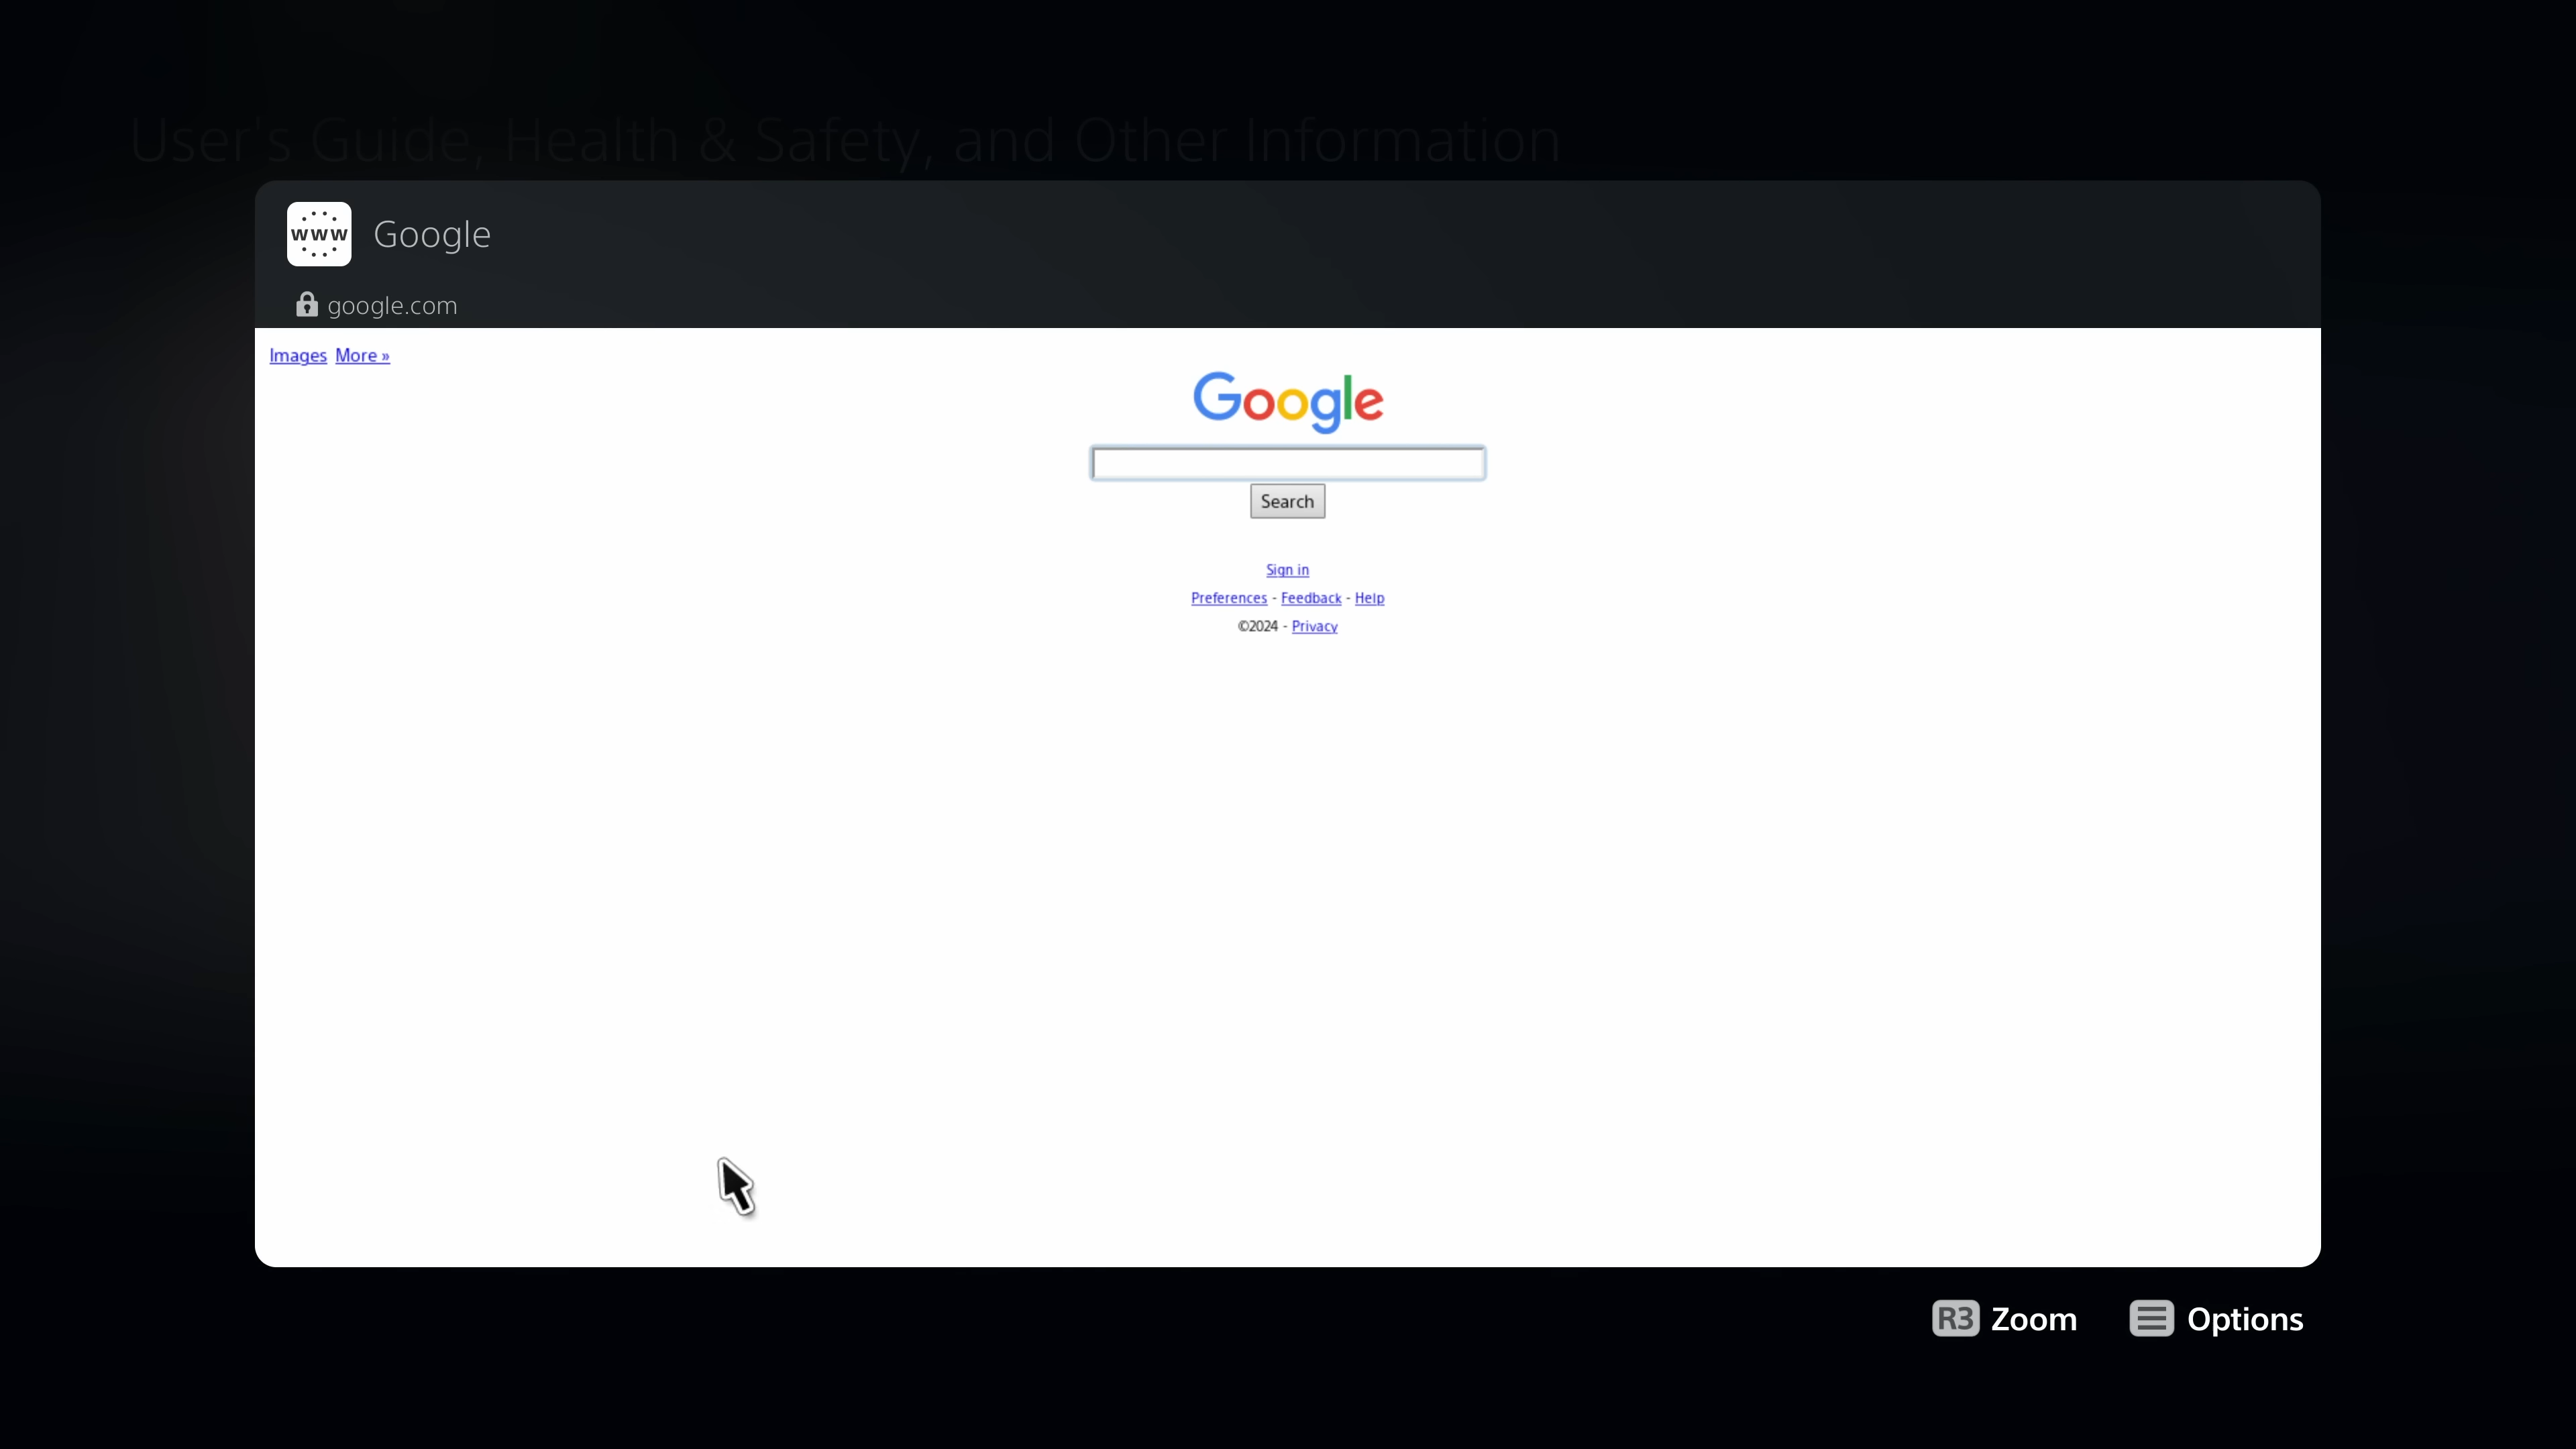 User's Guide, Health & Safety, and Other Information
www
Google
google.com
Images More »
Google
Search
Sign in
Preferences - Feedback - Help
©2024 - Privacy
R3 Zoom Options